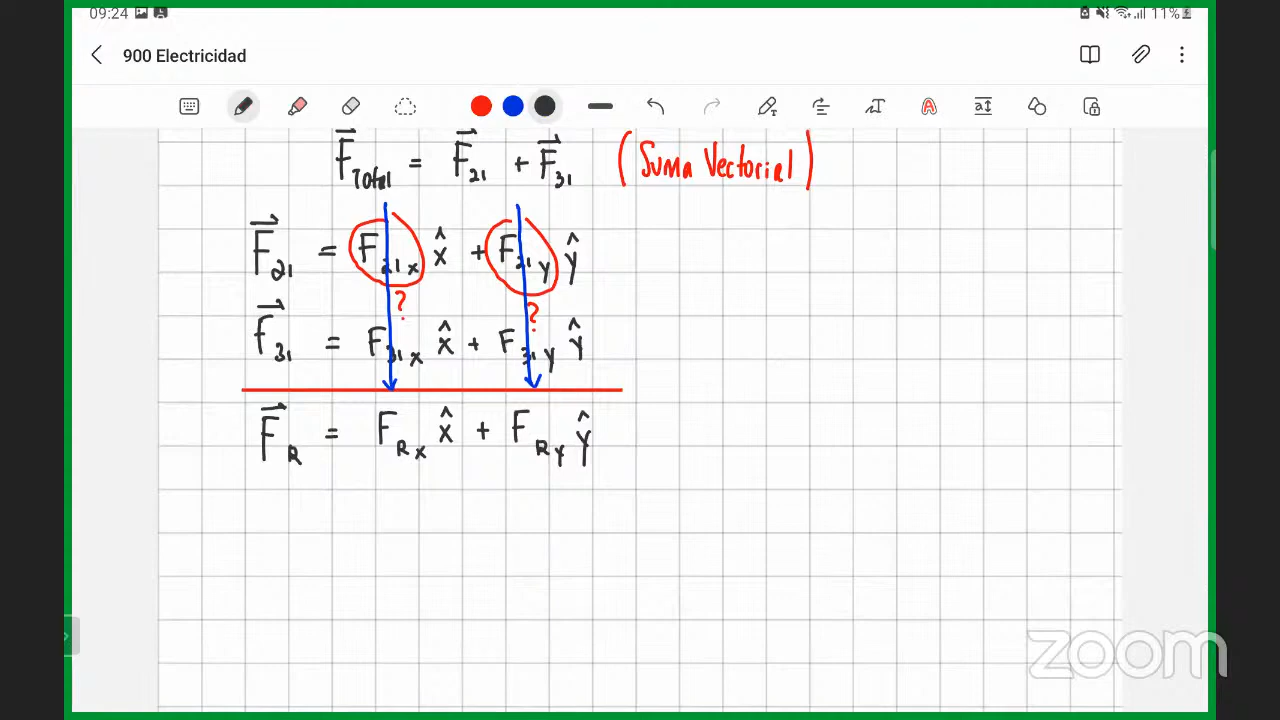 09:24 11%
900 Electricidad
F⃗Total = F⃗21 + F⃗31 (Suma Vectorial)
F⃗21 = F21x x̂ + F21y ŷ
? ?
F⃗31 = F31x x̂ + F31y ŷ
F⃗R = FRx x̂ + FRy ŷ
zoom